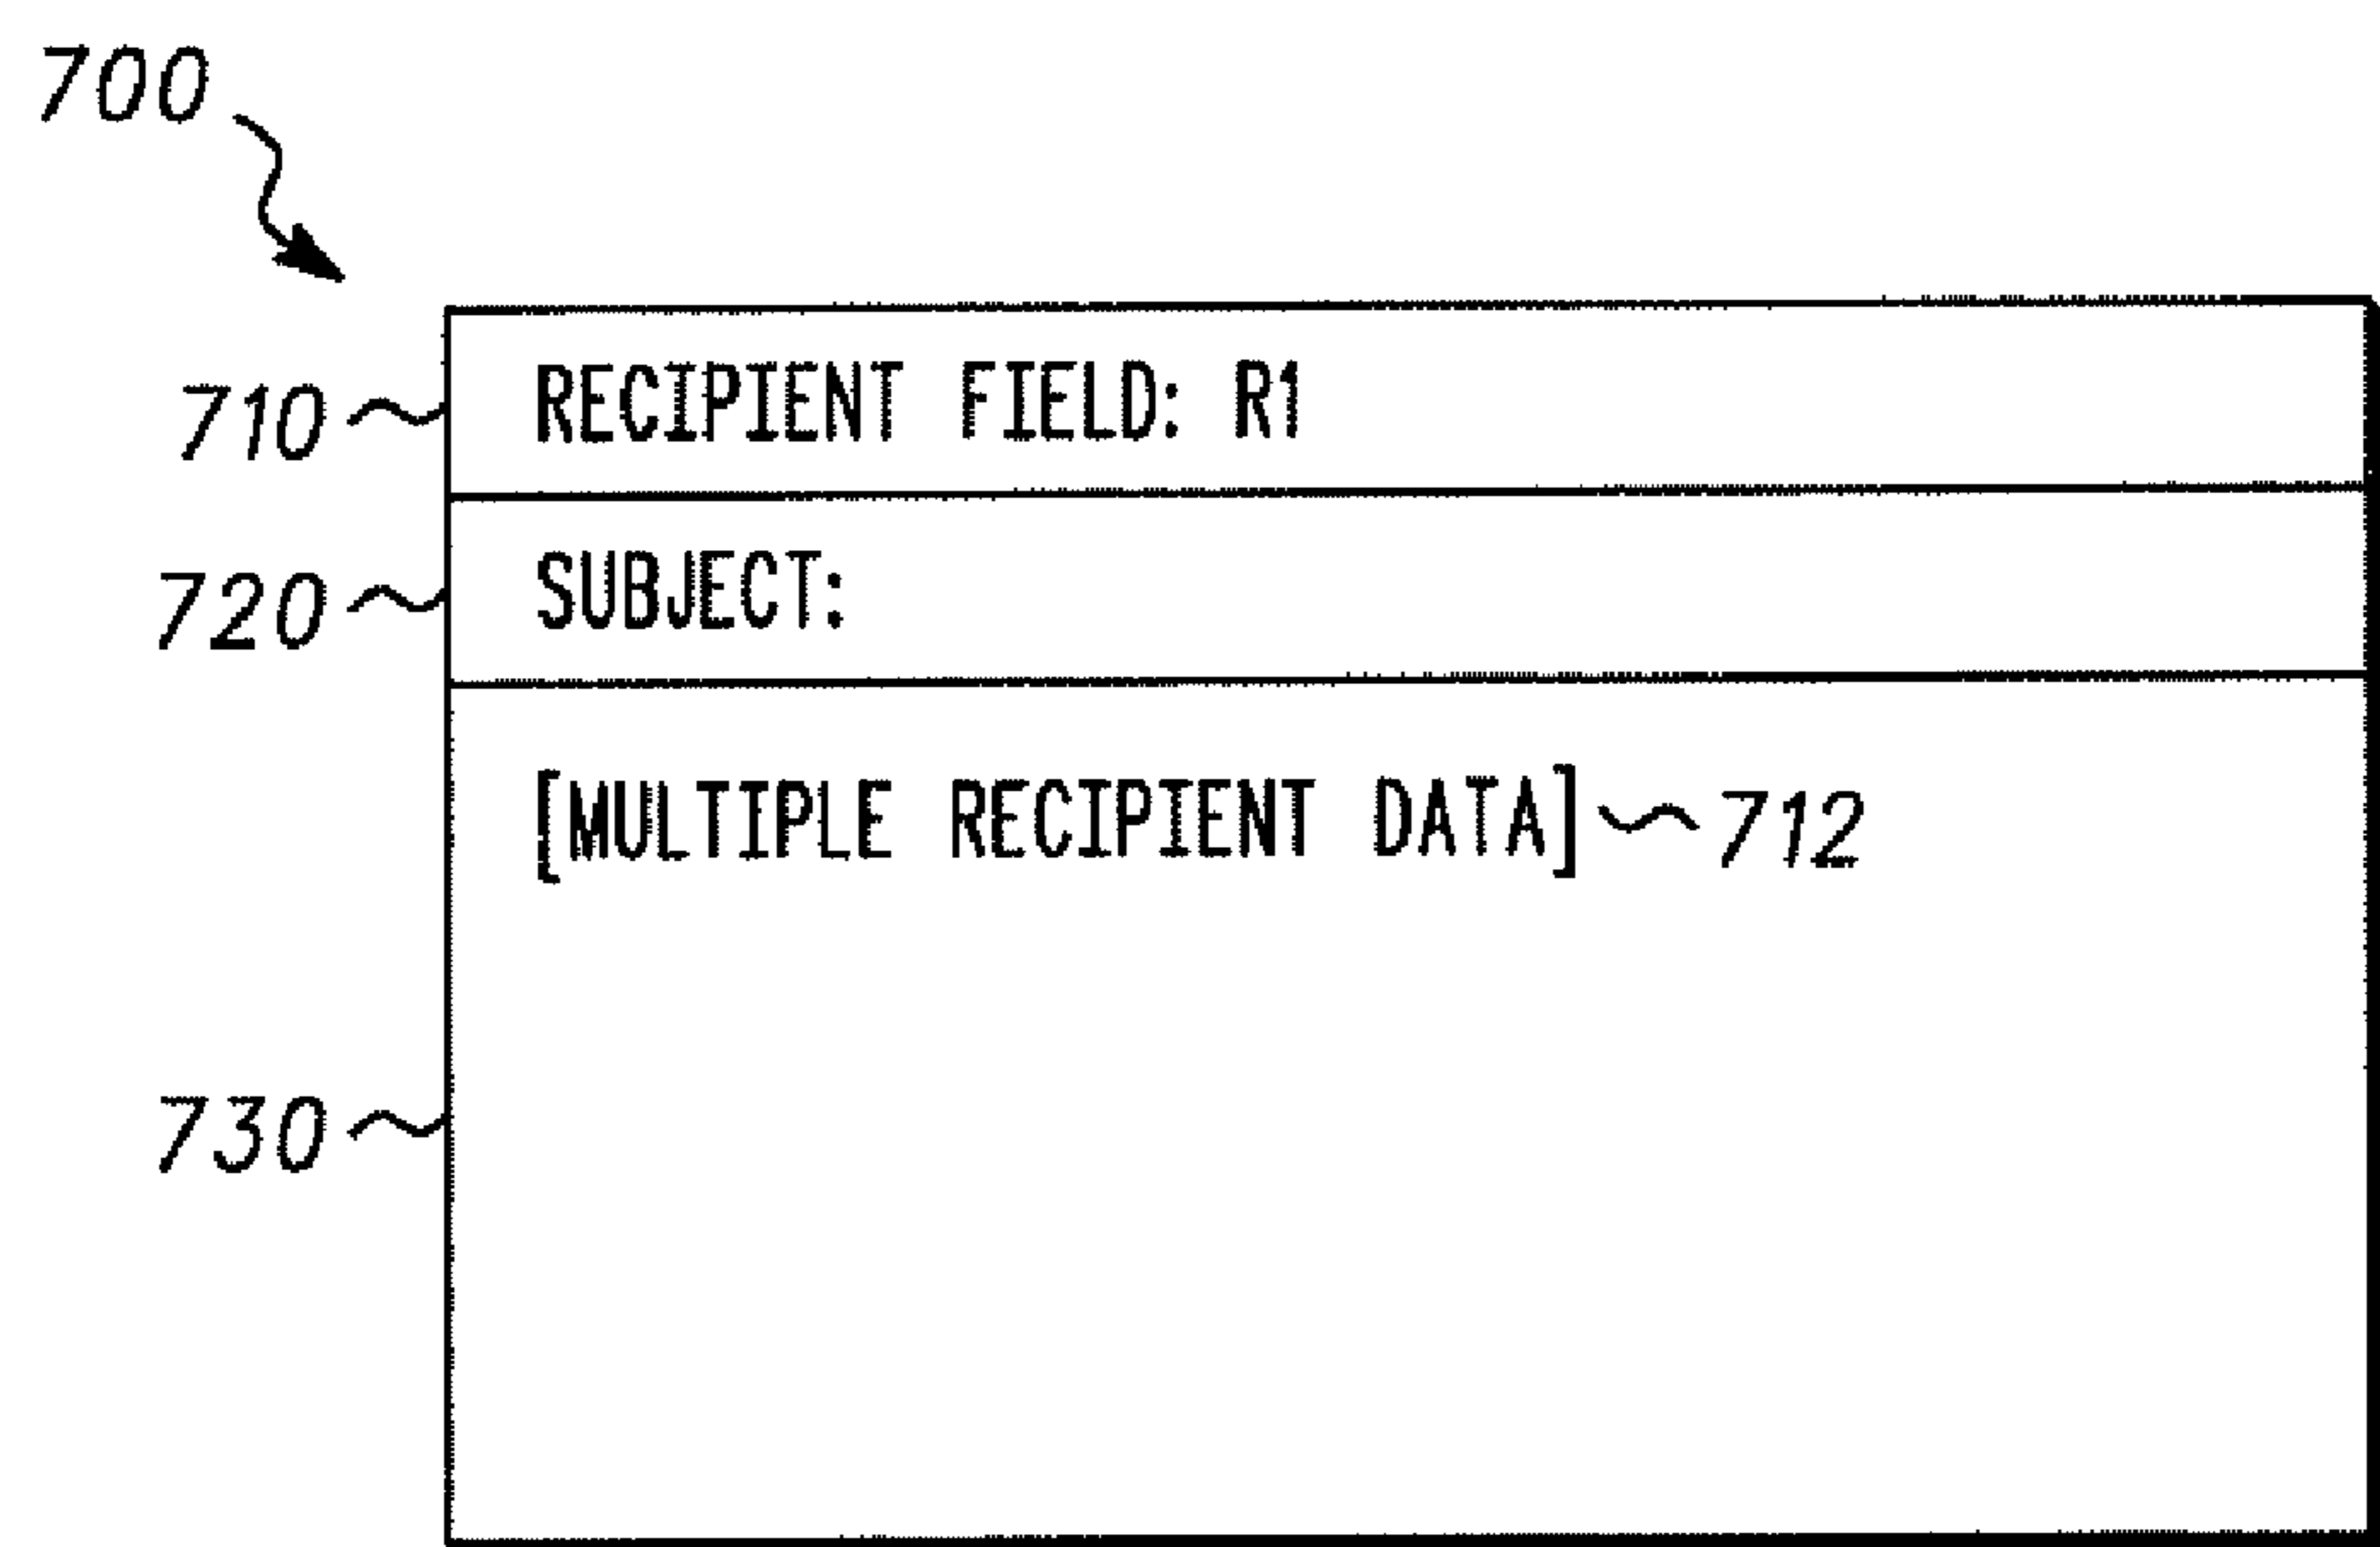 700
710 RECIPIENT FIELD: R1
720 SUBJECT:
[MULTIPLE RECIPIENT DATA] 712
730